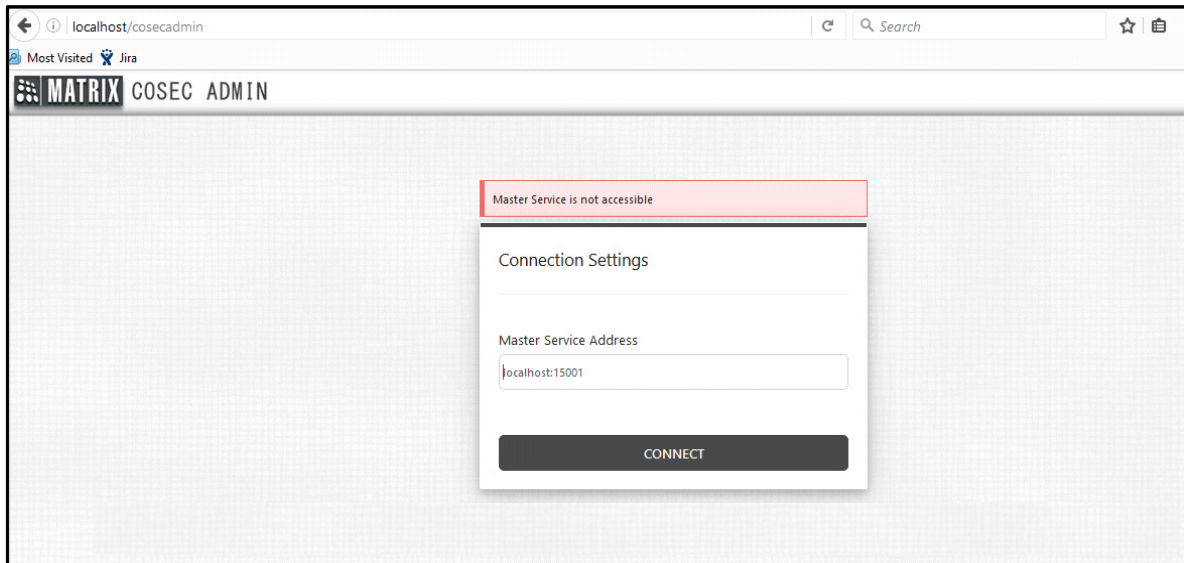 localhost/cosecadmin
Search
Most Visited Jira
MATRIX COSEC ADMIN
Master Service is not accessible
Connection Settings
Master Service Address
localhost:15001
CONNECT